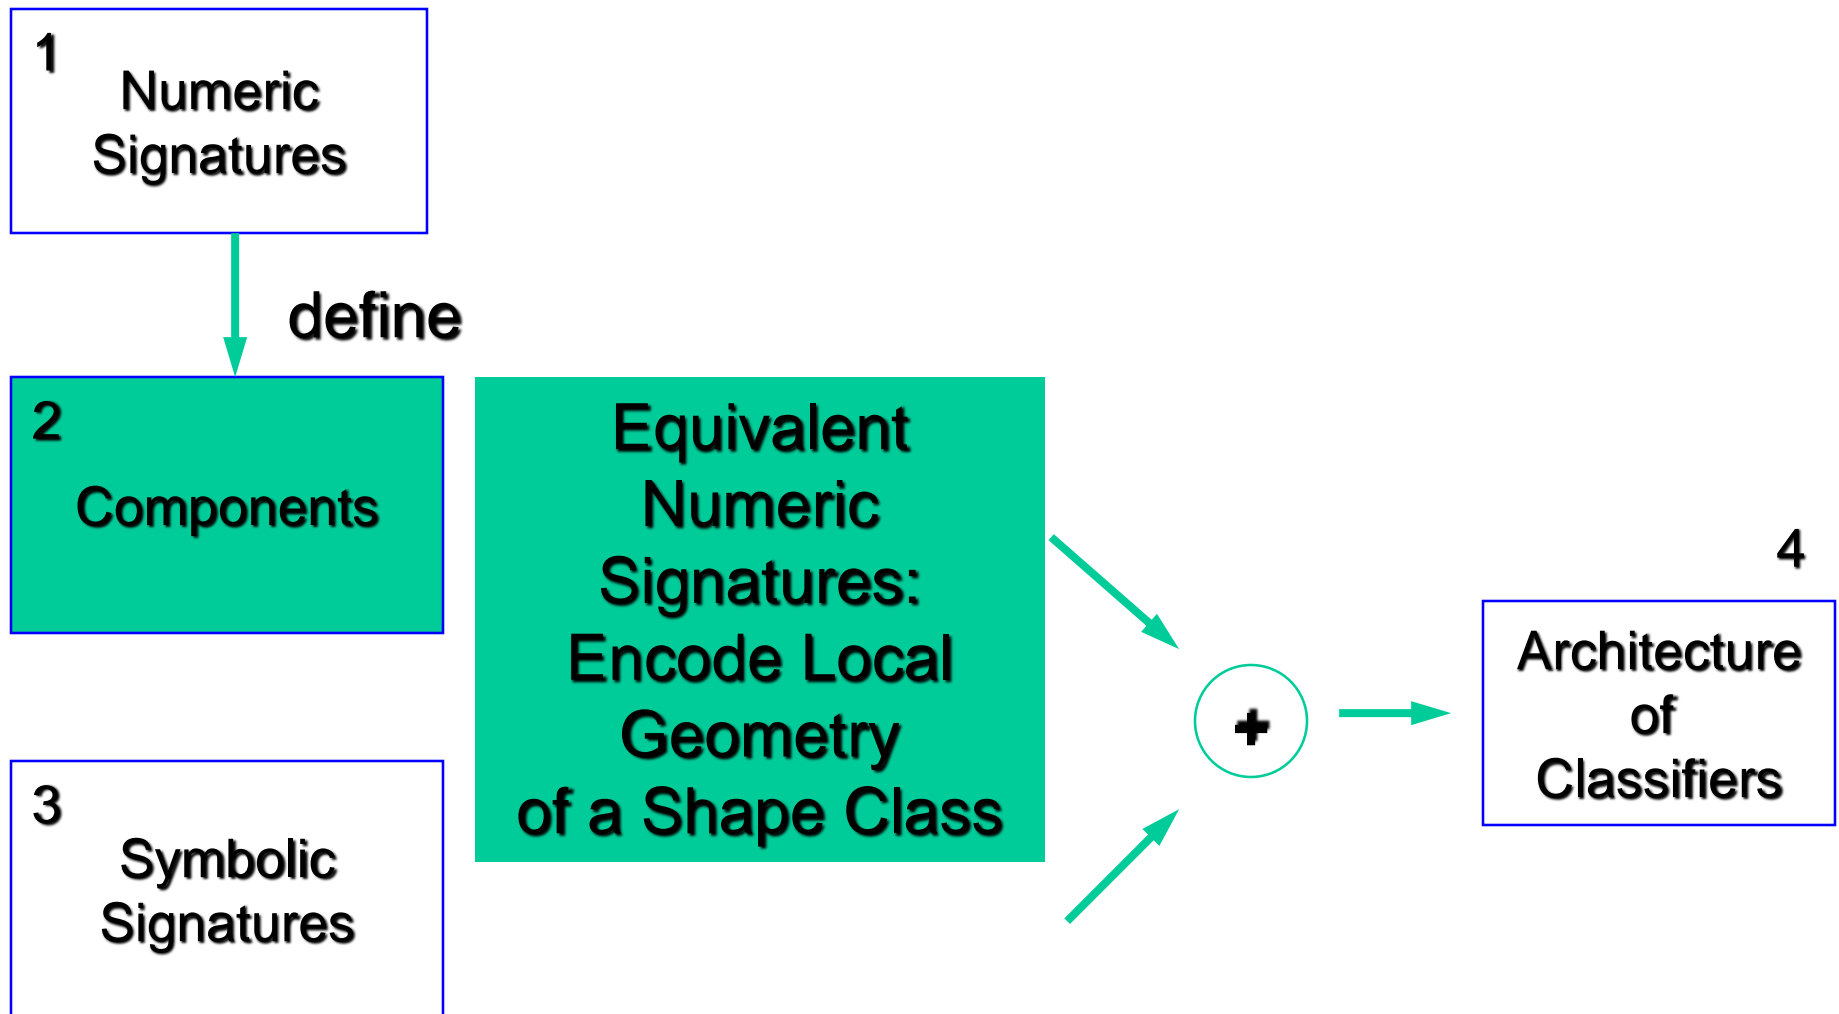 1
Numeric
Signatures
define
2
Components
Equivalent
Numeric
Signatures:
Encode Local
Geometry
of a Shape Class
3
Symbolic
Signatures
+
4
Architecture
of
Classifiers